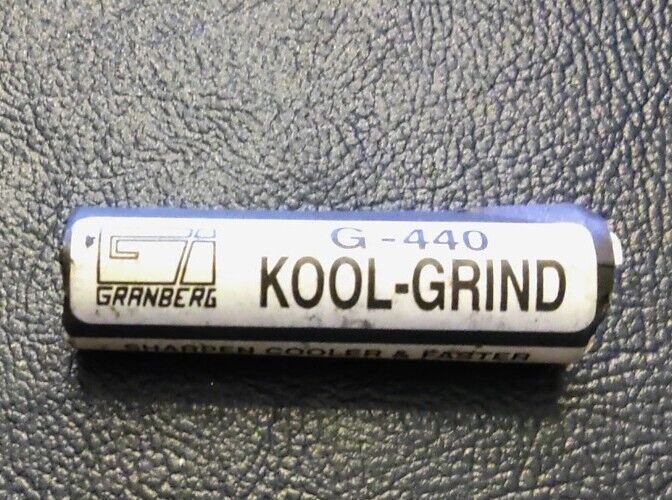 G-440
GRANBERG
KOOL-GRIND
SHARPEN COOLER & FASTER